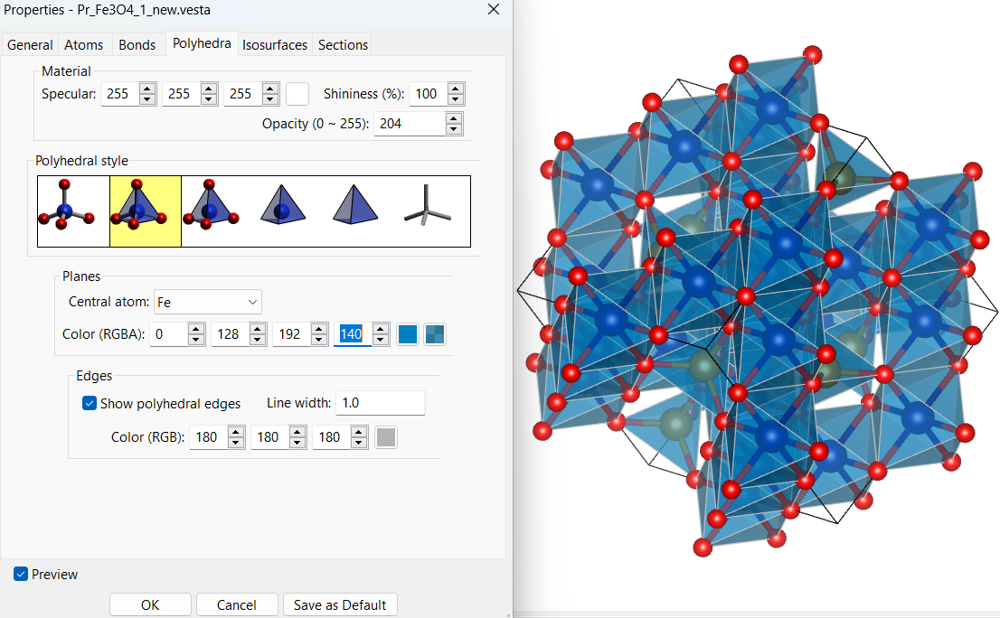 Properties - Pr_Fe3O4_1_new.vesta
General Atoms Bonds Polyhedra Isosurfaces Sections
Material
Specular: 255 255 255 Shininess (%): 100
Opacity (0 ~ 255): 204
Polyhedral style
Planes
Central atom: Fe
Color (RGBA): 0 128 192 140
Edges
Show polyhedral edges Line width: 1.0
Color (RGB): 180 180 180
Preview
OK Cancel Save as Default